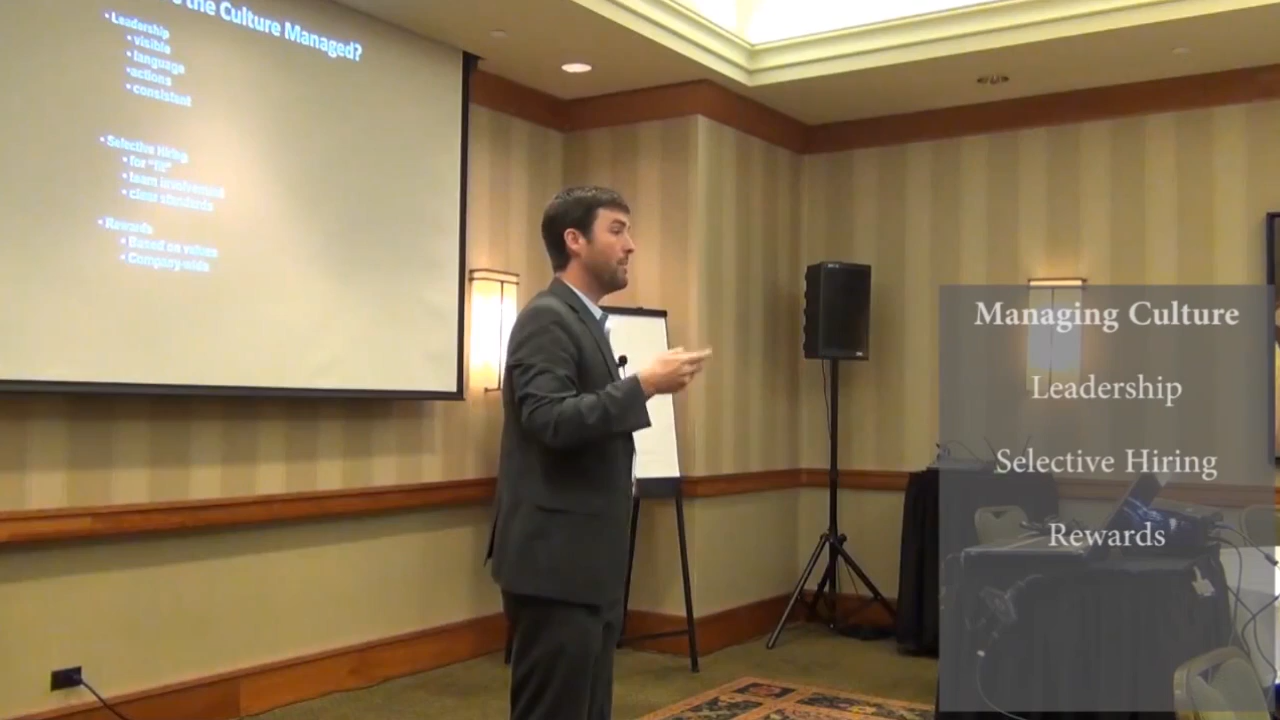 the Culture Managed?
• Leadership
• visible
• language
•actions
• consistent
• Selective Hiring
• for "fit"
• team involvement
• clear standards
• Rewards
• Based on values
• Company-wide
Managing Culture
Leadership
Selective Hiring
Rewards